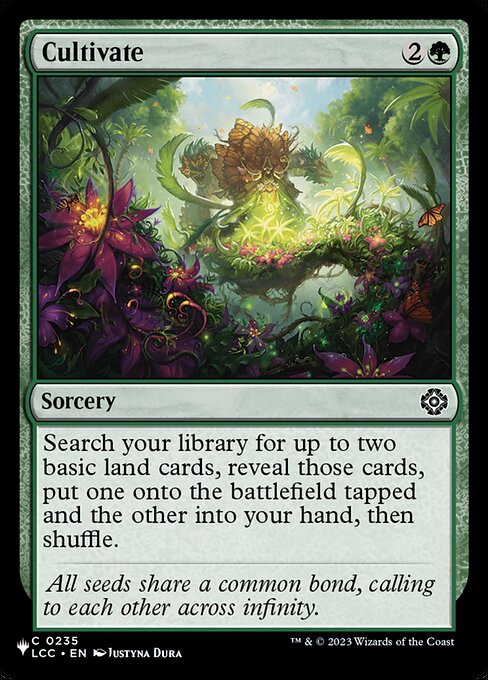 Cultivate 2
Sorcery
Search your library for up to two
basic land cards, reveal those cards,
put one onto the battlefield tapped
and the other into your hand, then
shuffle.
All seeds share a common bond, calling
to each other across infinity.
C 0235
LCC • EN Justyna Dura
™ & © 2023 Wizards of the Coast